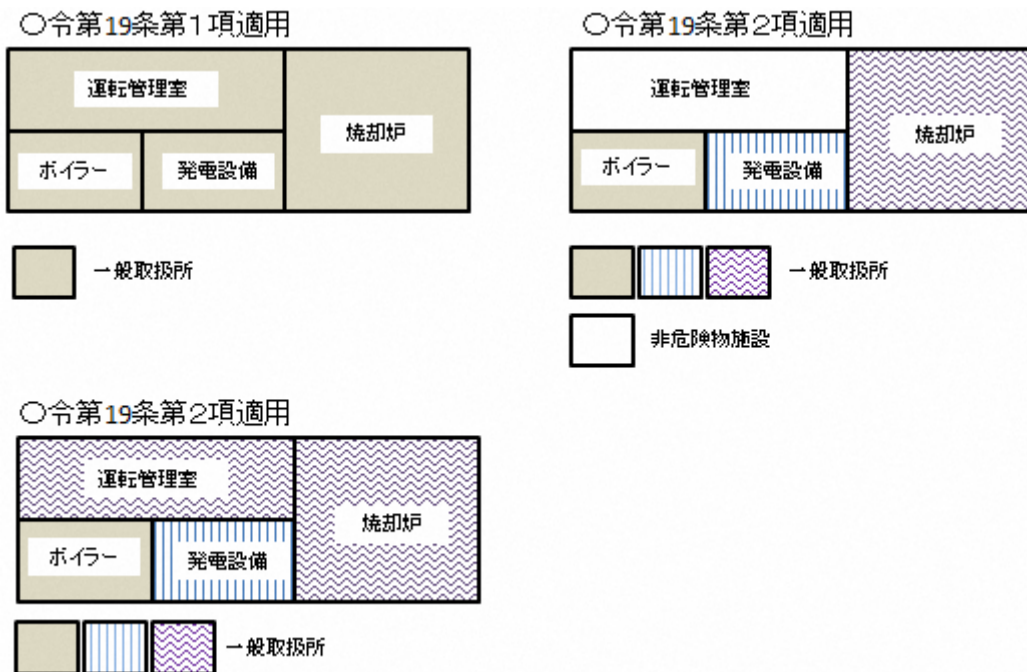 〇令第19条第1項適用
運転管理室
焼却炉
ボイラー
発電設備
一般取扱所
〇令第19条第2項適用
運転管理室
焼却炉
ボイラー
発電設備
一般取扱所
非危険物施設
〇令第19条第2項適用
運転管理室
焼却炉
ボイラー
発電設備
一般取扱所